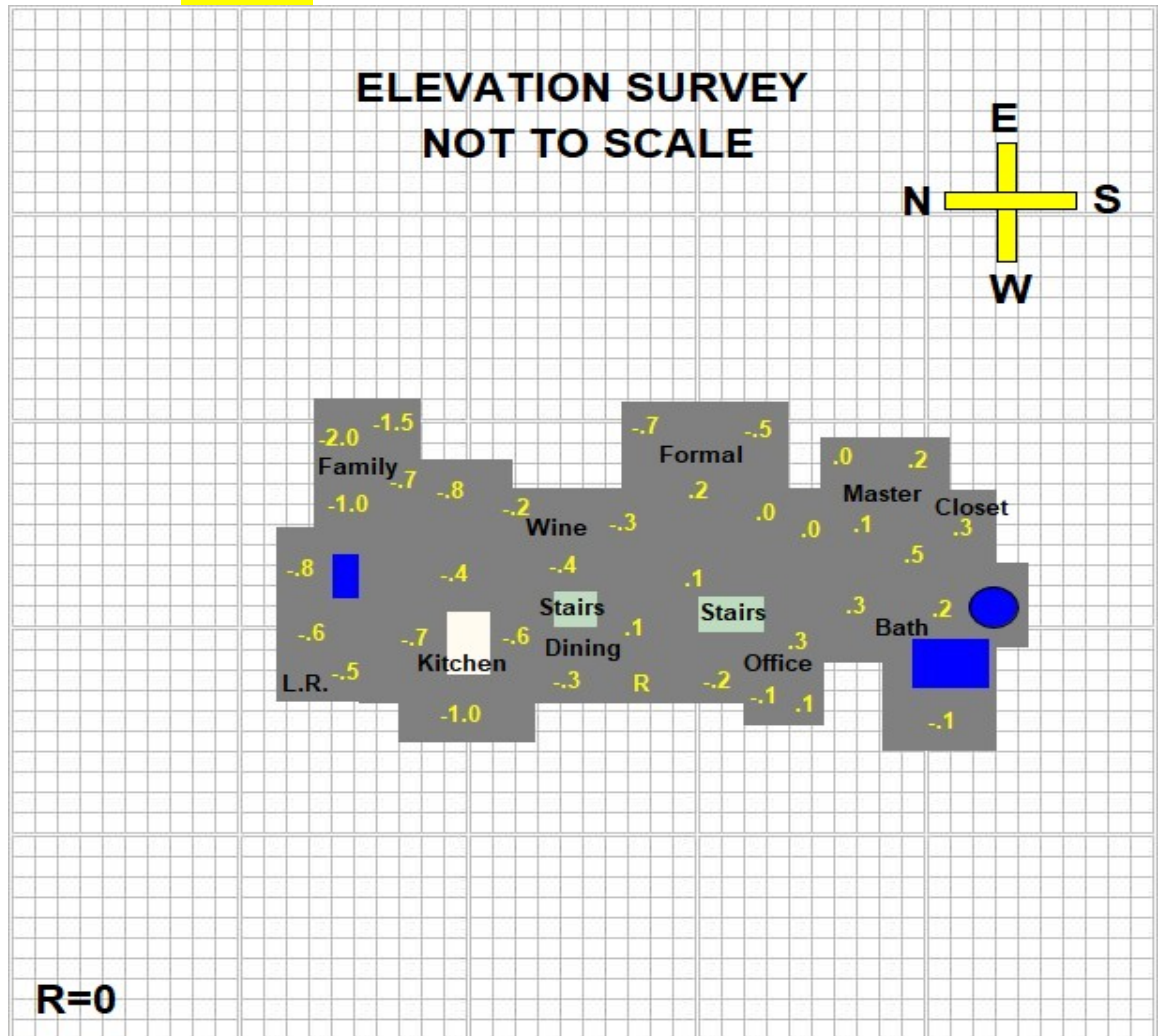 ELEVATION SURVEY
NOT TO SCALE
E
N
S
W
-2.0 -1.5
-.7 -.5
Formal
.0 .2
Family
-.7
-1.0
-.8
-.2
Wine
-.3
.2
.0
.0
Master
.1
Closet
.3
.5
-.8
-.4
-.4
.1
Stairs
Stairs
.3
.2
Bath
-.6
-.7
-.6
Dining
.1
.3
Kitchen
Office
L.R.
-.5
-1.0
-.3
R
-.2
-.1
.1
-.1
R=0